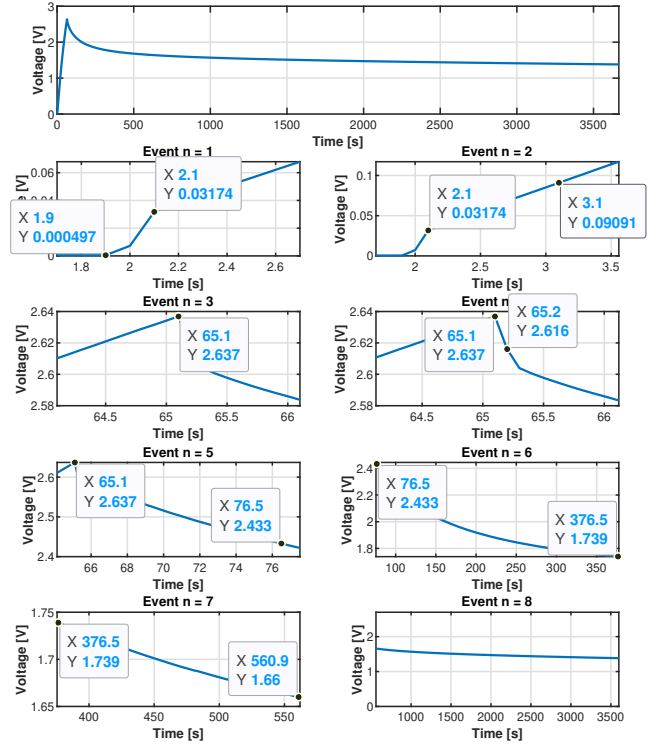 3
2
1
0
Voltage [V]
0 500 1000 1500 2000 2500 3000 3500
Time [s]
Event n = 1
0.06
0
X 2.1
Y 0.03174
X 1.9
Y 0.000497
1.8 2 2.2 2.4 2.6
Time [s]
Event n = 2
0.1
0.05
0
Voltage [V]
X 2.1
Y 0.03174
X 3.1
Y 0.09091
2 2.5 3 3.5
Time [s]
Event n = 3
2.64
2.62
2.6
2.58
Voltage [V]
X 65.1
Y 2.637
64.5 65 65.5 66
Time [s]
Event n
2.64
2.62
2.6
2.58
Voltage [V]
X 65.2
Y 2.616
X 65.1
Y 2.637
64.5 65 65.5 66
Time [s]
Event n = 5
2.6
2.5
2.4
Voltage [V]
X 65.1
Y 2.637
X 76.5
Y 2.433
66 68 70 72 74 76
Time [s]
Event n = 6
2.4
2.2
2
1.8
Voltage [V]
X 76.5
Y 2.433
X 376.5
Y 1.739
100 150 200 250 300 350
Time [s]
Event n = 7
1.75
1.7
1.65
Voltage [V]
X 376.5
Y 1.739
X 560.9
Y 1.66
400 450 500 550
Time [s]
Event n = 8
2
1
0
Voltage [V]
1000 1500 2000 2500 3000 3500
Time [s]